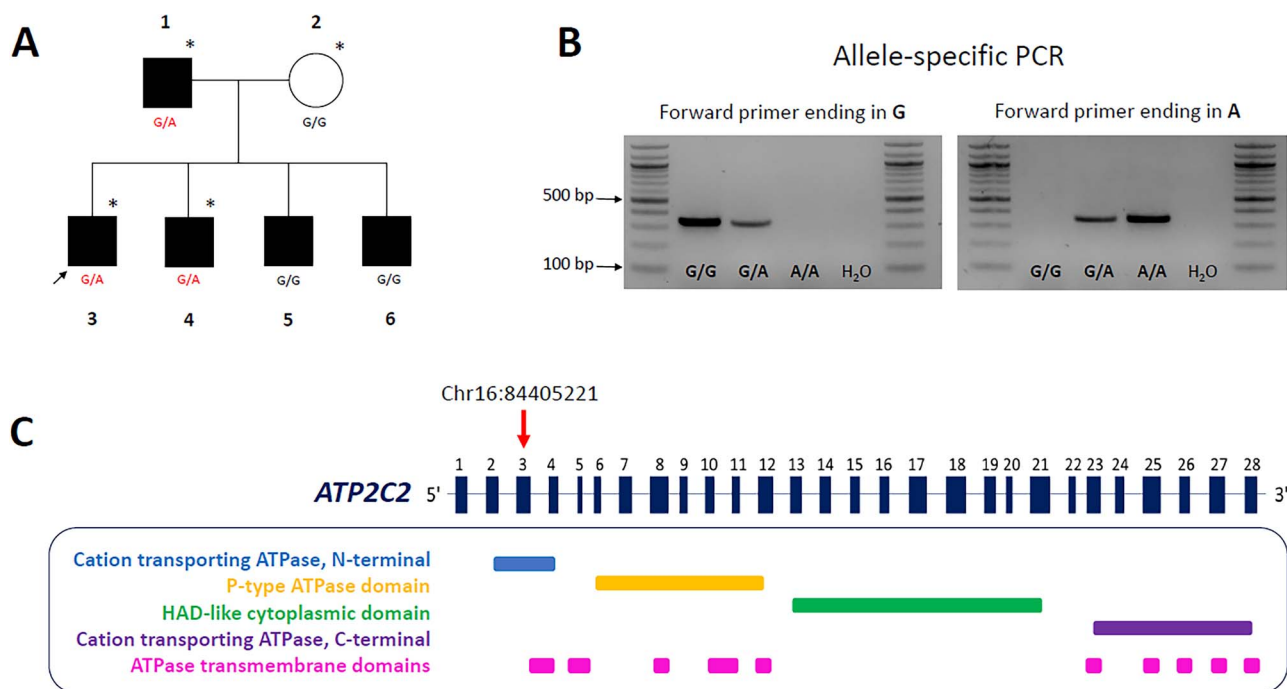 A
1 * 2 *
G/A G/G
* *
G/A G/A G/G G/G
3 4 5 6
B
Allele-specific PCR
Forward primer ending in G Forward primer ending in A
500 bp
100 bp
G/G G/A A/A H₂O G/G G/A A/A H₂O
Chr16:84405221
C
1 2 3 4 5 6 7 8 9 10 11 12 13 14 15 16 17 18 19 20 21 22 23 24 25 26 27 28
ATP2C2 5' 3'
Cation transporting ATPase, N-terminal
P-type ATPase domain
HAD-like cytoplasmic domain
Cation transporting ATPase, C-terminal
ATPase transmembrane domains